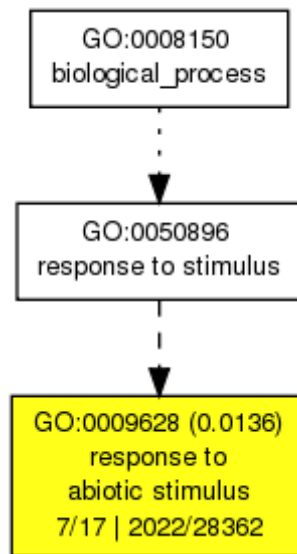 GO:0008150
biological_process
GO:0050896
response to stimulus
GO:0009628 (0.0136)
response to
abiotic stimulus
7/17 | 2022/28362